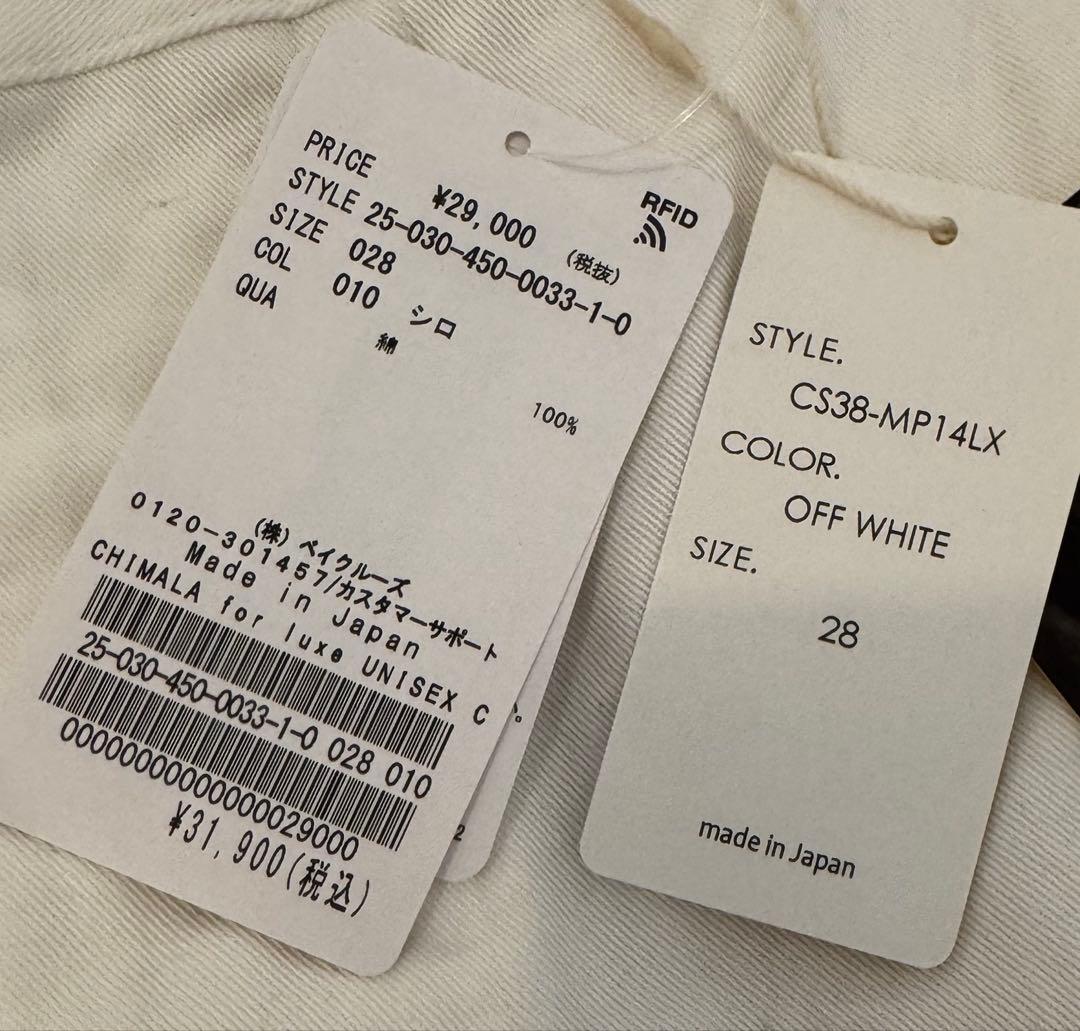 PRICE ¥29,000 (税抜)
RFID
STYLE 25-030-450-0033-1-0
SIZE 028
COL 010 シロ
QUA 綿 100%
(株)ベイクルーズ
0120-301457/カスタマーサポート
Made in Japan
CHIMALA for luxe UNISEX C
25-030-450-0033-1-0 028 010
0000000000000029000
¥31,900(税込)
2
STYLE.
CS38-MP14LX
COLOR.
OFF WHITE
SIZE.
28
made in Japan